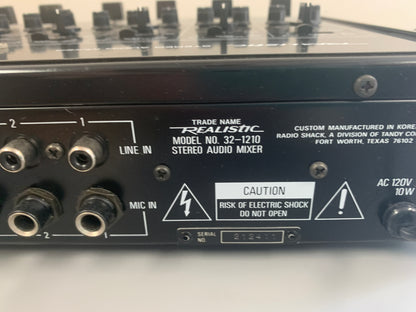 TRADE NAME
REALISTIC
MODEL NO. 32-1210
STEREO AUDIO MIXER
CUSTOM MANUFACTURED IN KOREA
RADIO SHACK, A DIVISION OF TANDY CO
FORT WORTH, TEXAS 76102
2 1
LINE IN
MIC IN
2 1
CAUTION
RISK OF ELECTRIC SHOCK
DO NOT OPEN
AC 120V
10W
SERIAL
NO.